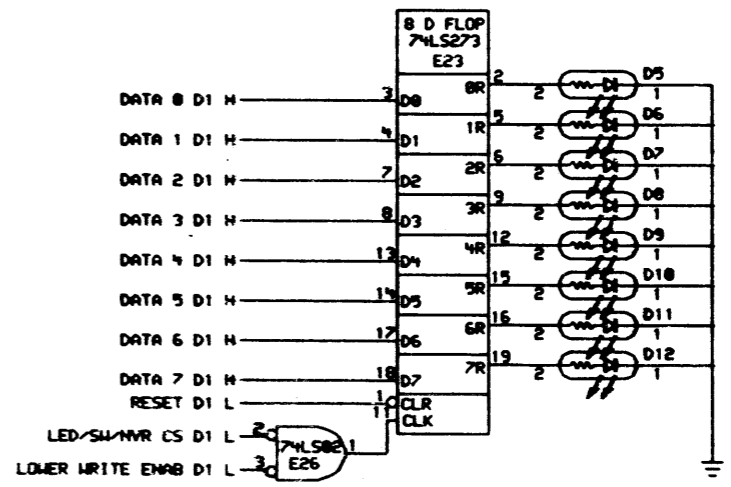 8 D FLOP
74LS273
E23
DATA 0 D1 H 3 D0 0R 2 2 D5 1
DATA 1 D1 H 4 D1 1R 5 2 D6 1
DATA 2 D1 H 7 D2 2R 6 2 D7 1
DATA 3 D1 H 8 D3 3R 9 2 D8 1
DATA 4 D1 H 13 D4 4R 12 2 D9 1
DATA 5 D1 H 14 D5 5R 15 2 D10 1
DATA 6 D1 H 17 D6 6R 16 2 D11 1
DATA 7 D1 H 18 D7 7R 19 2 D12 1
RESET D1 L 1 CLR
11 CLK
LED/SW/NVR CS D1 L 2 74LS02 1
LOWER WRITE ENAB D1 L 3 E26